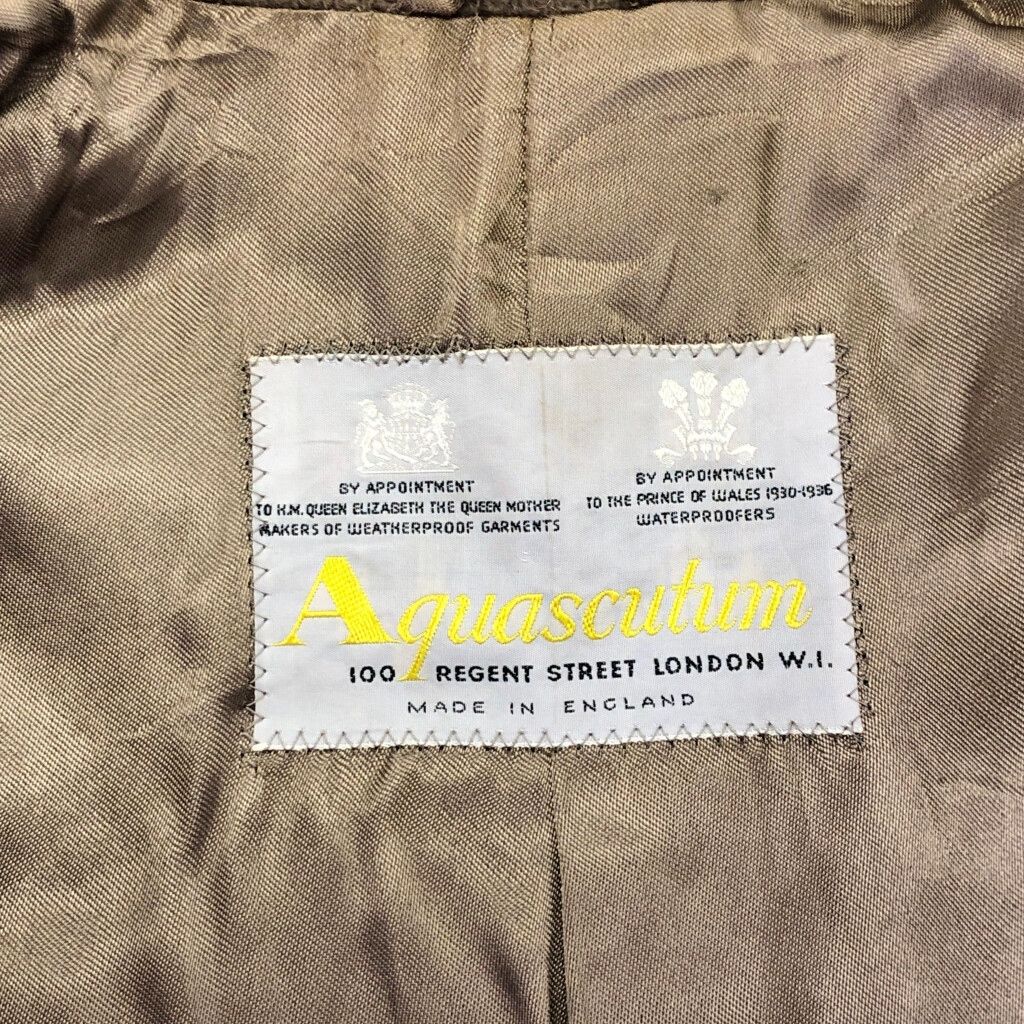 BY APPOINTMENT
TO H.M. QUEEN ELIZABETH THE QUEEN MOTHER
MAKERS OF WEATHERPROOF GARMENTS
BY APPOINTMENT
TO THE PRINCE OF WALES 1930-1936
WATERPROOFERS
Aquascutum
100 REGENT STREET LONDON W.I.
MADE IN ENGLAND